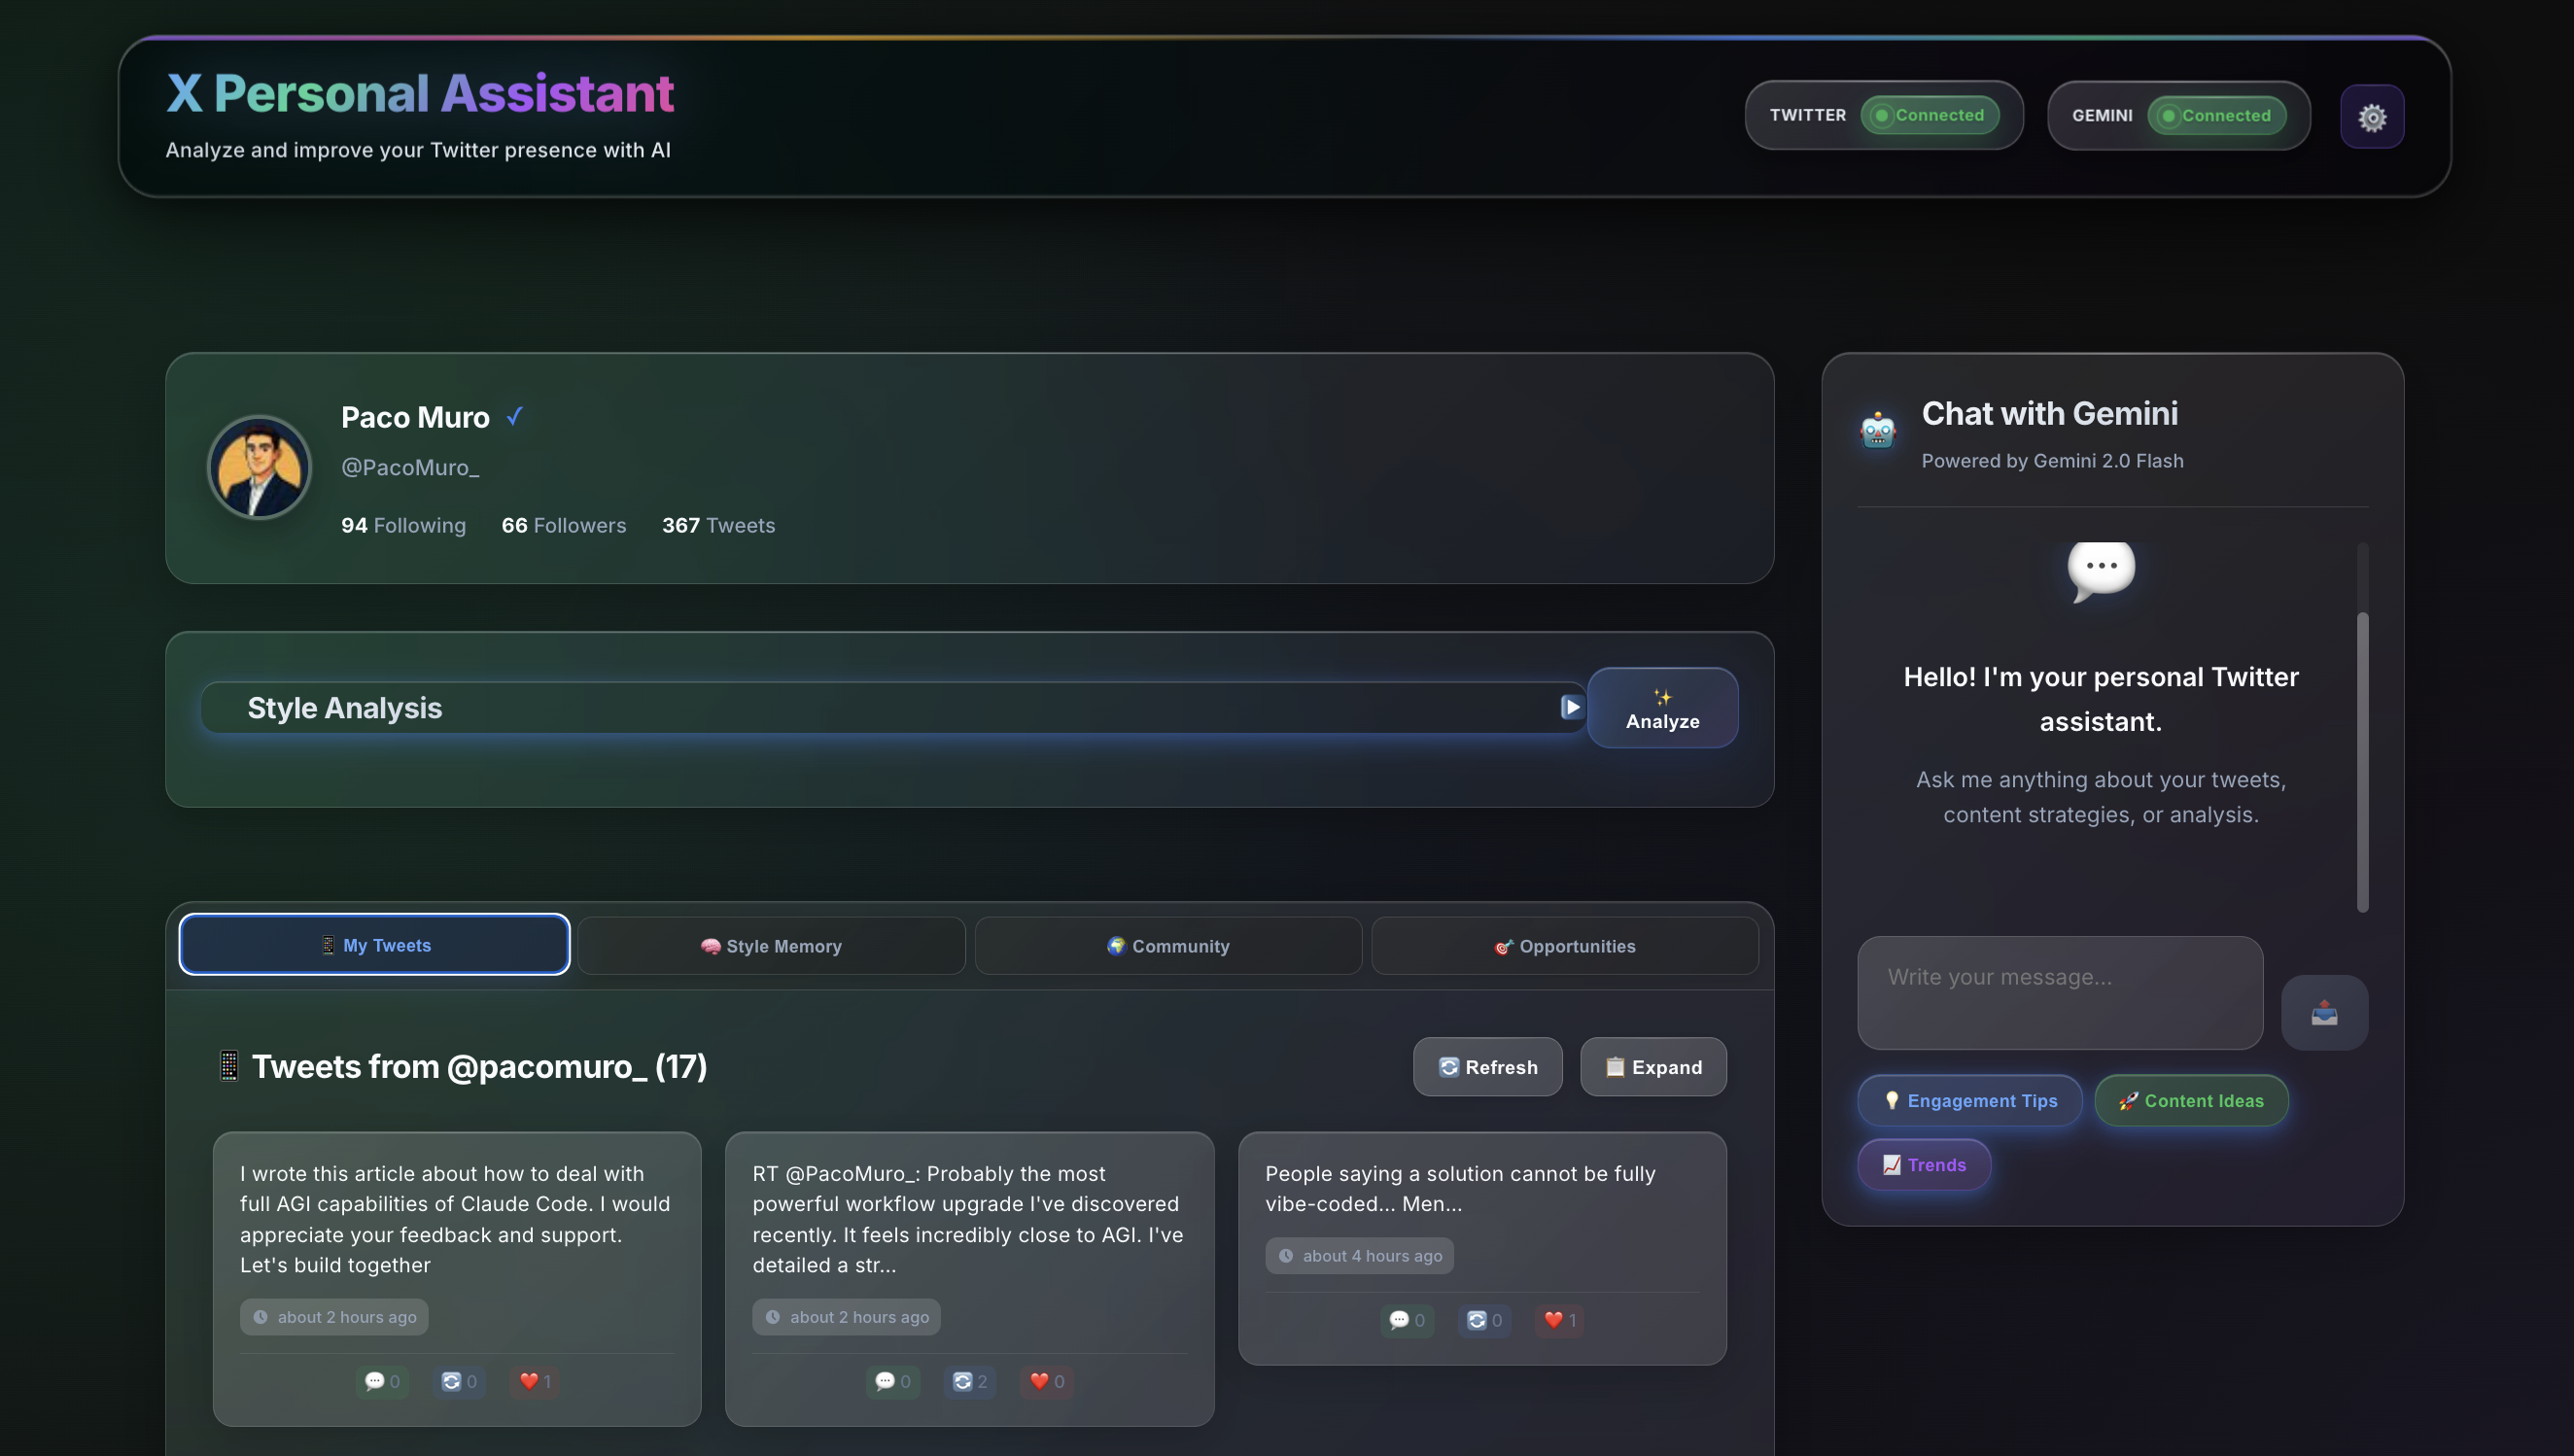 X Personal Assistant
Analyze and improve your Twitter presence with AI
TWITTER
Connected
GEMINI
Connected
Paco Muro ✓
@PacoMuro_
94 Following 66 Followers 367 Tweets
Style Analysis
Analyze
My Tweets
Style Memory
Community
Opportunities
Tweets from @pacomuro_ (17)
Refresh
Expand
I wrote this article about how to deal with
full AGI capabilities of Claude Code. I would
appreciate your feedback and support.
Let's build together
about 2 hours ago
0 0 1
RT @PacoMuro_: Probably the most
powerful workflow upgrade I've discovered
recently. It feels incredibly close to AGI. I've
detailed a str...
about 2 hours ago
0 2 0
People saying a solution cannot be fully
vibe-coded... Men...
about 4 hours ago
0 0 1
Chat with Gemini
Powered by Gemini 2.0 Flash
Hello! I'm your personal Twitter
assistant.
Ask me anything about your tweets,
content strategies, or analysis.
Write your message...
Engagement Tips
Content Ideas
Trends